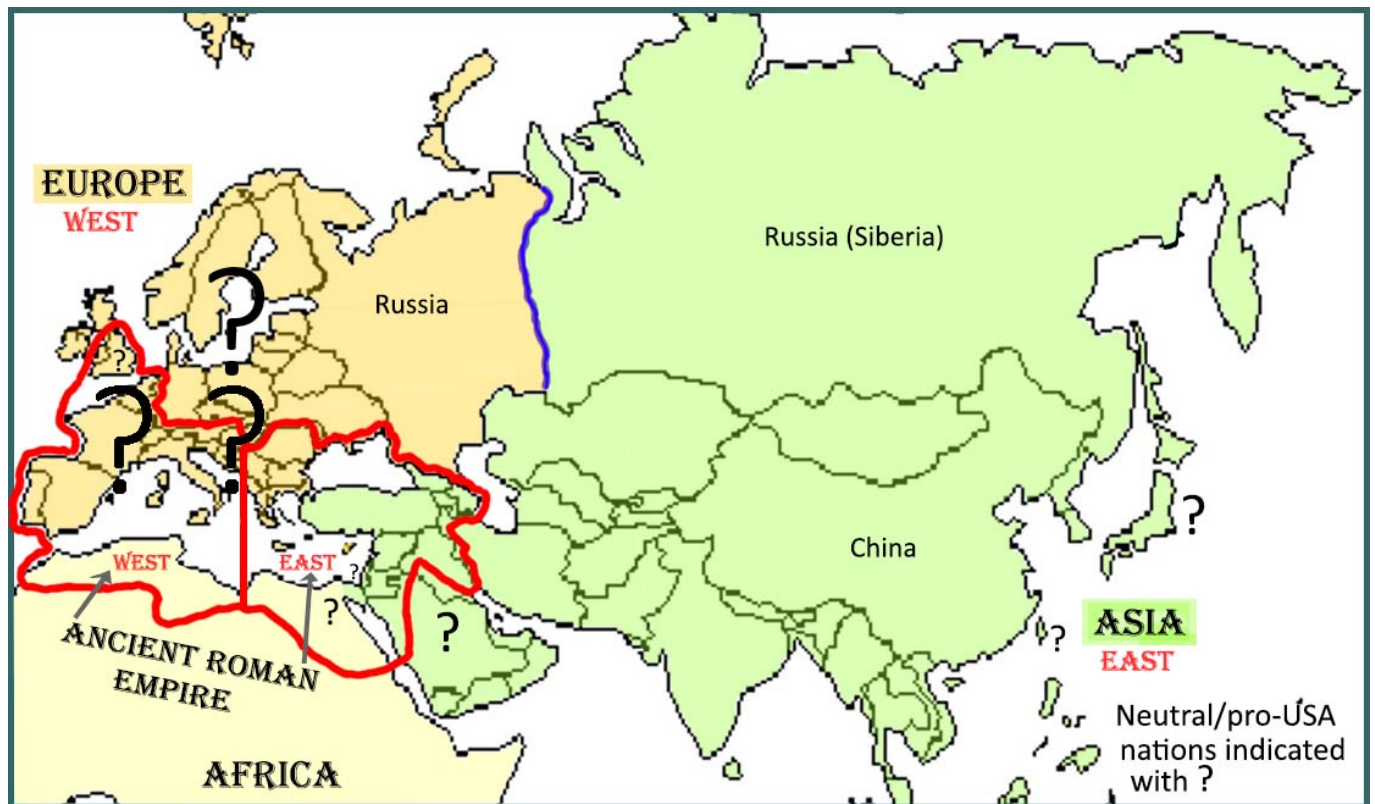 EUROPE
WEST
Russia (Siberia)
Russia
?
?
?
?
?
WEST
EAST
?
?
?
China
ANCIENT ROMAN
EMPIRE
ASIA
EAST
?
AFRICA
Neutral/pro-USA
nations indicated
with ?